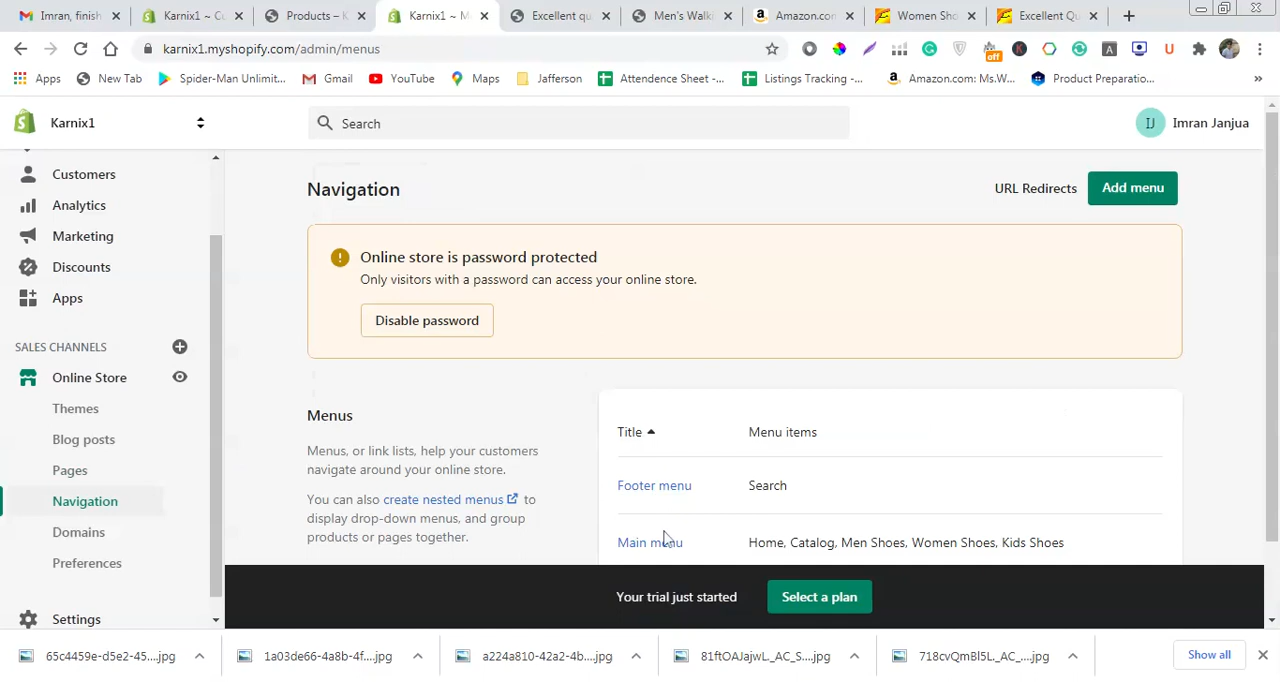 Imran, finish
Karnix1 ~ Cu
Products – K
Karnix1 ~ M
Excellent qu
Men's Walki
Amazon.com
Women Shoe
Excellent Qu
karnix1.myshopify.com/admin/menus
off
Apps
New Tab
Spider-Man Unlimit...
Gmail
YouTube
Maps
Jafferson
Attendence Sheet -...
Listings Tracking -...
Amazon.com: Ms.W...
Product Preparatio...
»
Karnix1
Search
IJ
Imran Janjua
Customers
Analytics
Marketing
Discounts
Apps
SALES CHANNELS
Online Store
Themes
Blog posts
Pages
Navigation
Domains
Preferences
Settings
Navigation
URL Redirects
Add menu
Online store is password protected
Only visitors with a password can access your online store.
Disable password
Menus
Menus, or link lists, help your customers
navigate around your online store.
You can also create nested menus to
display drop-down menus, and group
products or pages together.
Title
Menu items
Footer menu
Search
Main menu
Home, Catalog, Men Shoes, Women Shoes, Kids Shoes
Your trial just started
Select a plan
65c4459e-d5e2-45....jpg
1a03de66-4a8b-4f....jpg
a224a810-42a2-4b....jpg
81ftOAJajwL._AC_S....jpg
718cvQmBl5L._AC_....jpg
Show all